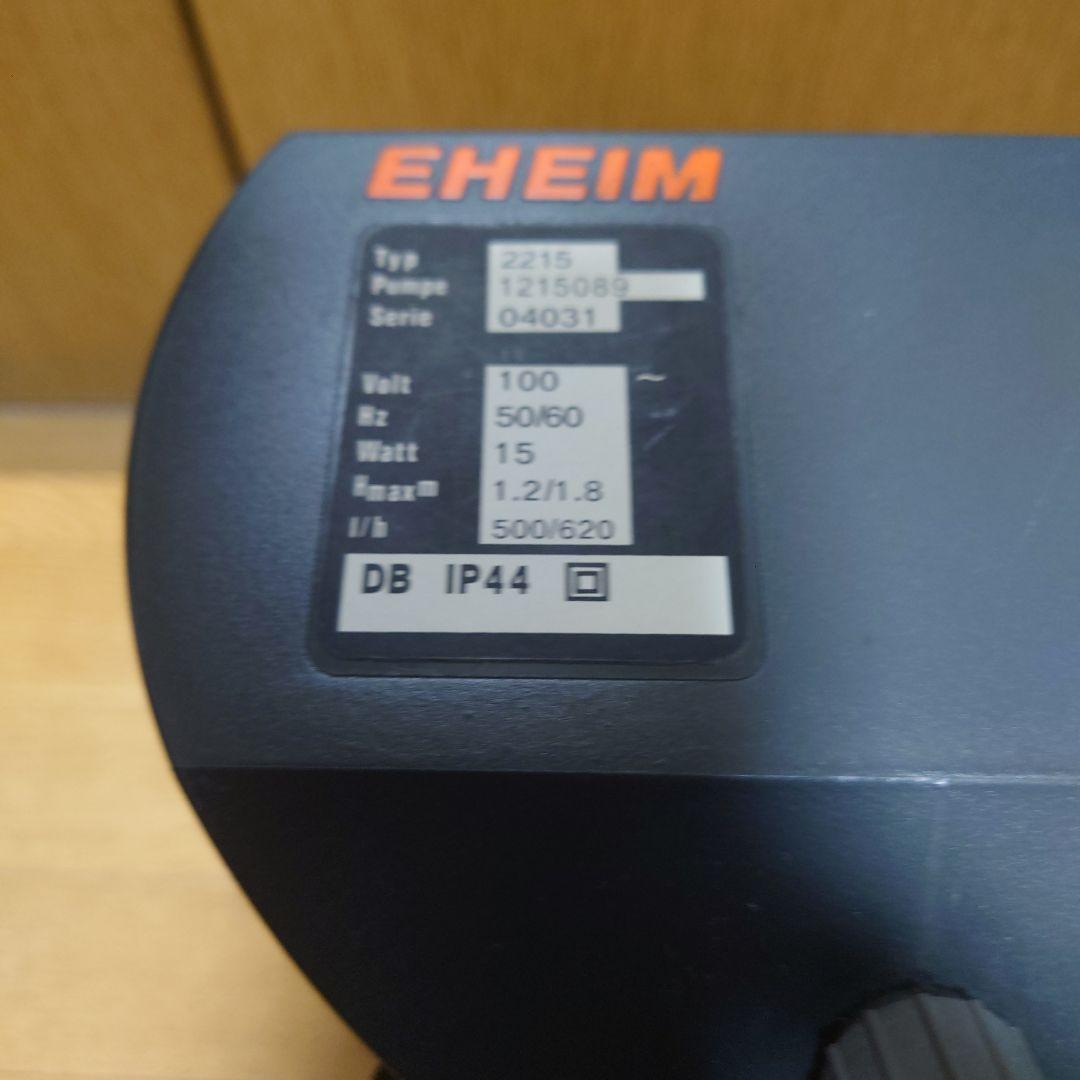 EHEIM
Typ 2215
Pumpe 1215089
Serie 04031
Volt 100 ~
Hz 50/60
Watt 15
Hmax m 1.2/1.8
l/h 500/620
DB IP44